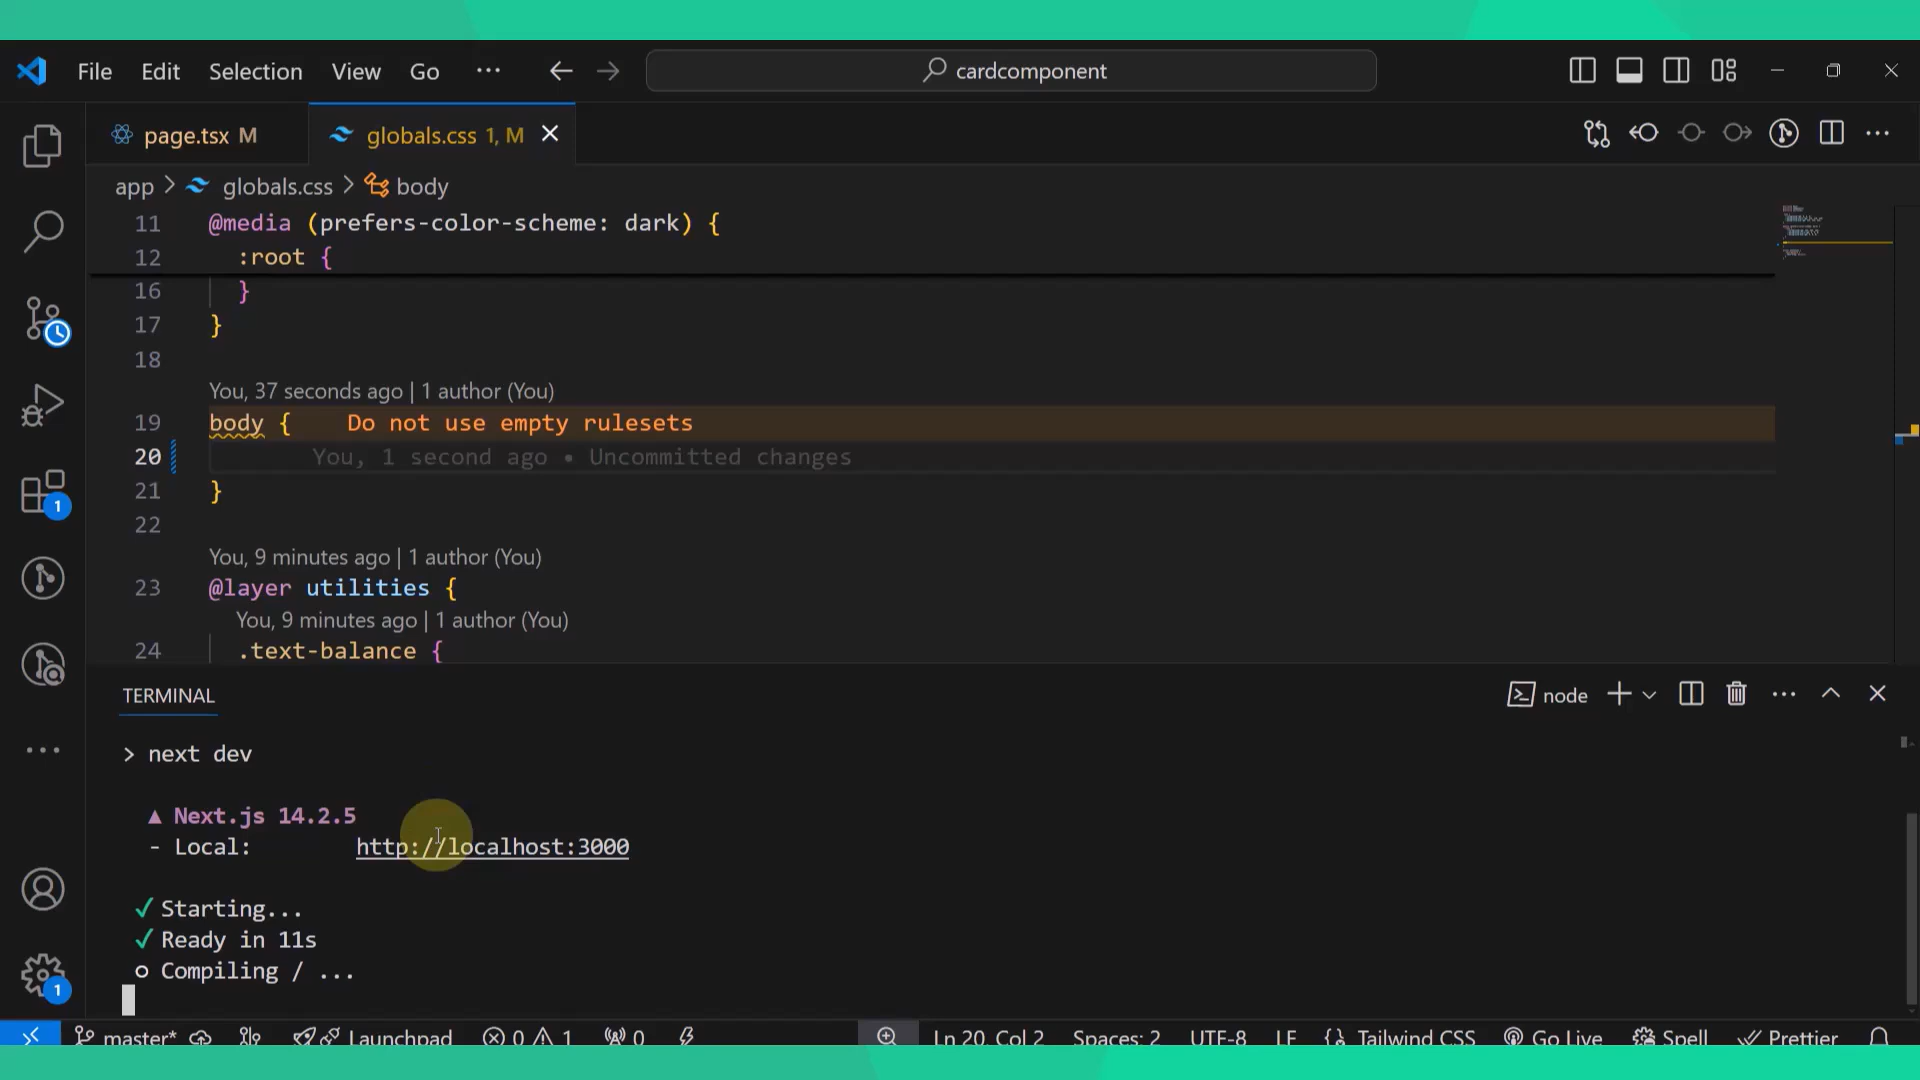 File Edit Selection View Go ··· cardcomponent
page.tsx M globals.css 1, M
app > globals.css > body
11 @media (prefers-color-scheme: dark) {
12 :root {
16 }
17 }
18
You, 37 seconds ago | 1 author (You)
19 body { Do not use empty rulesets
20 You, 1 second ago • Uncommitted changes
21 }
22
You, 9 minutes ago | 1 author (You)
23 @layer utilities {
You, 9 minutes ago | 1 author (You)
24 .text-balance {
1
TERMINAL node
> next dev
▲ Next.js 14.2.5
- Local: http://localhost:3000
✓ Starting...
✓ Ready in 11s
○ Compiling / ...
1
master* Launchpad 0 1 0 Ln 20, Col 2 Spaces: 2 UTF-8 LF Tailwind CSS Go Live Spell Prettier